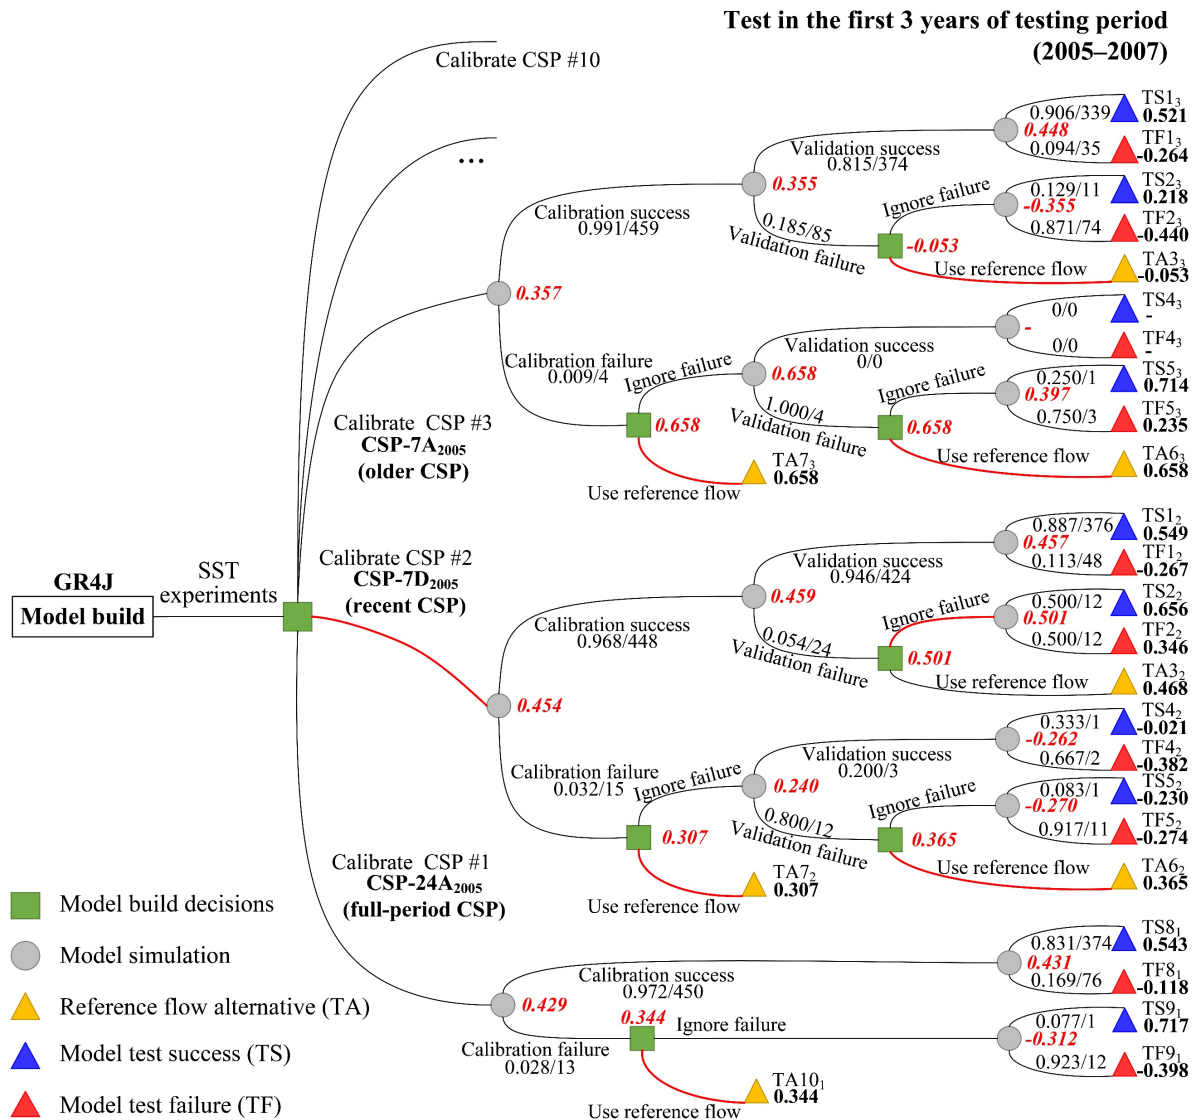 Test in the first 3 years of testing period
(2005–2007)
Calibrate CSP #10
...
TS1₃
0.906/339
0.521
0.448
TF1₃
0.094/35
-0.264
Validation success
0.815/374
0.355
TS2₃
0.129/11
0.218
Ignore failure
-0.355
TF2₃
0.871/74
-0.440
Calibration success
0.991/459
0.185/85
Validation failure
-0.053
TA3₃
Use reference flow
-0.053
0.357
TS4₃
0/0
-
-
TF4₃
0/0
-
Validation success
0/0
Calibration failure
0.009/4
Ignore failure
0.658
TS5₃
0.250/1
0.714
Ignore failure
0.397
TF5₃
0.750/3
0.235
1.000/4
Validation failure
0.658
0.658
TA6₃
Use reference flow
0.658
Calibrate CSP #3
CSP-7A₂₀₀₅
(older CSP)
TA7₃
0.658
Use reference flow
TS1₂
0.887/376
0.549
0.457
TF1₂
0.113/48
-0.267
Validation success
0.946/424
Calibrate CSP #2
CSP-7D₂₀₀₅
(recent CSP)
SST
experiments
GR4J
Model build
0.459
TS2₂
0.500/12
0.656
Ignore failure
0.501
TF2₂
0.500/12
0.346
Calibration success
0.968/448
0.054/24
Validation failure
0.501
TA3₂
Use reference flow
0.468
0.454
TS4₂
0.333/1
-0.021
-0.262
TF4₂
0.667/2
-0.382
Validation success
0.200/3
Calibration failure
0.032/15
Ignore failure
0.240
TS5₂
0.083/1
-0.230
Ignore failure
-0.270
TF5₂
0.917/11
-0.274
0.800/12
Validation failure
0.307
0.365
TA6₂
Use reference flow
0.365
Calibrate CSP #1
CSP-24A₂₀₀₅
(full-period CSP)
TA7₂
0.307
Use reference flow
TS8₁
0.831/374
0.543
0.431
TF8₁
0.169/76
-0.118
Calibration success
0.972/450
0.429
0.344
Ignore failure
TS9₁
0.077/1
0.717
-0.312
TF9₁
0.923/12
-0.398
Calibration failure
0.028/13
TA10₁
0.344
Use reference flow
Model build decisions
Model simulation
Reference flow alternative (TA)
Model test success (TS)
Model test failure (TF)